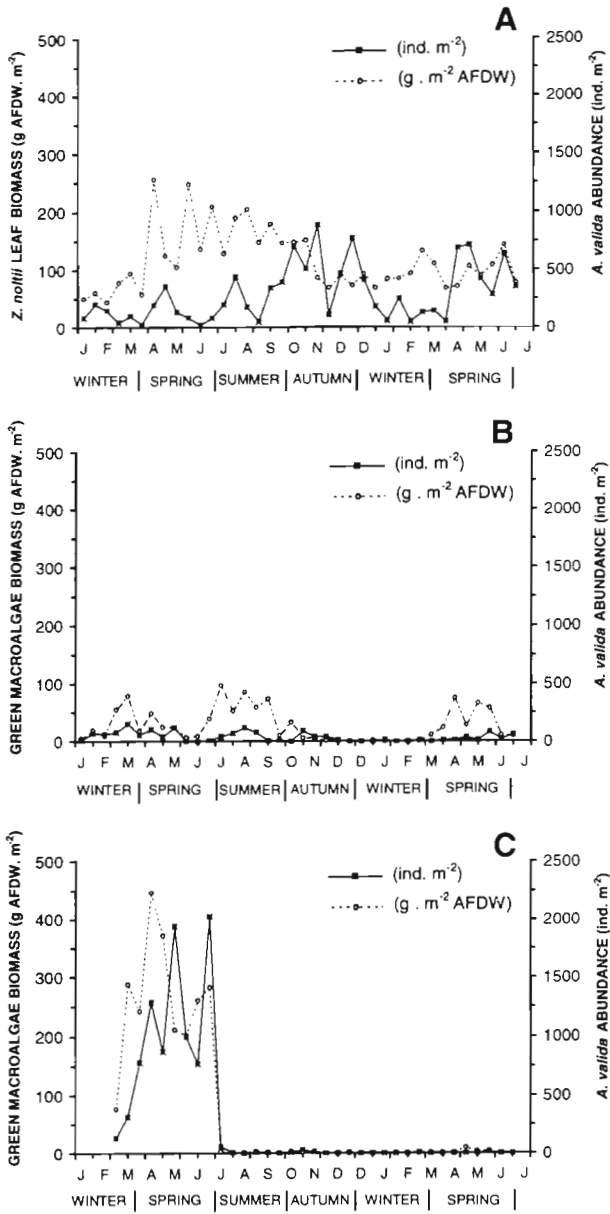 A
Z. noltii LEAF BIOMASS (g AFDW. m-2)
500
400
300
200
100
0
(ind. m-2)
(g . m-2 AFDW)
2500
2000
1500
1000
500
0
A. valida ABUNDANCE (ind. m-2)
J F M A M J J A S O N D D J F M A M J J
WINTER | SPRING | SUMMER | AUTUMN | WINTER | SPRING |
B
GREEN MACROALGAE BIOMASS (g AFDW. m-2)
500
400
300
200
100
0
(ind. m-2)
(g . m-2 AFDW)
2500
2000
1500
1000
500
0
A. valida ABUNDANCE (ind. m-2)
J F M A M J J A S O N D D J F M A M J J
WINTER | SPRING | SUMMER | AUTUMN | WINTER | SPRING |
C
GREEN MACROALGAE BIOMASS (g AFDW. m-2)
500
400
300
200
100
0
(ind. m-2)
(g . m-2 AFDW)
2500
2000
1500
1000
500
0
A. valida ABUNDANCE (ind. m-2)
J F M A M J J A S O N D D J F M A M J J
WINTER | SPRING | SUMMER | AUTUMN | WINTER | SPRING |